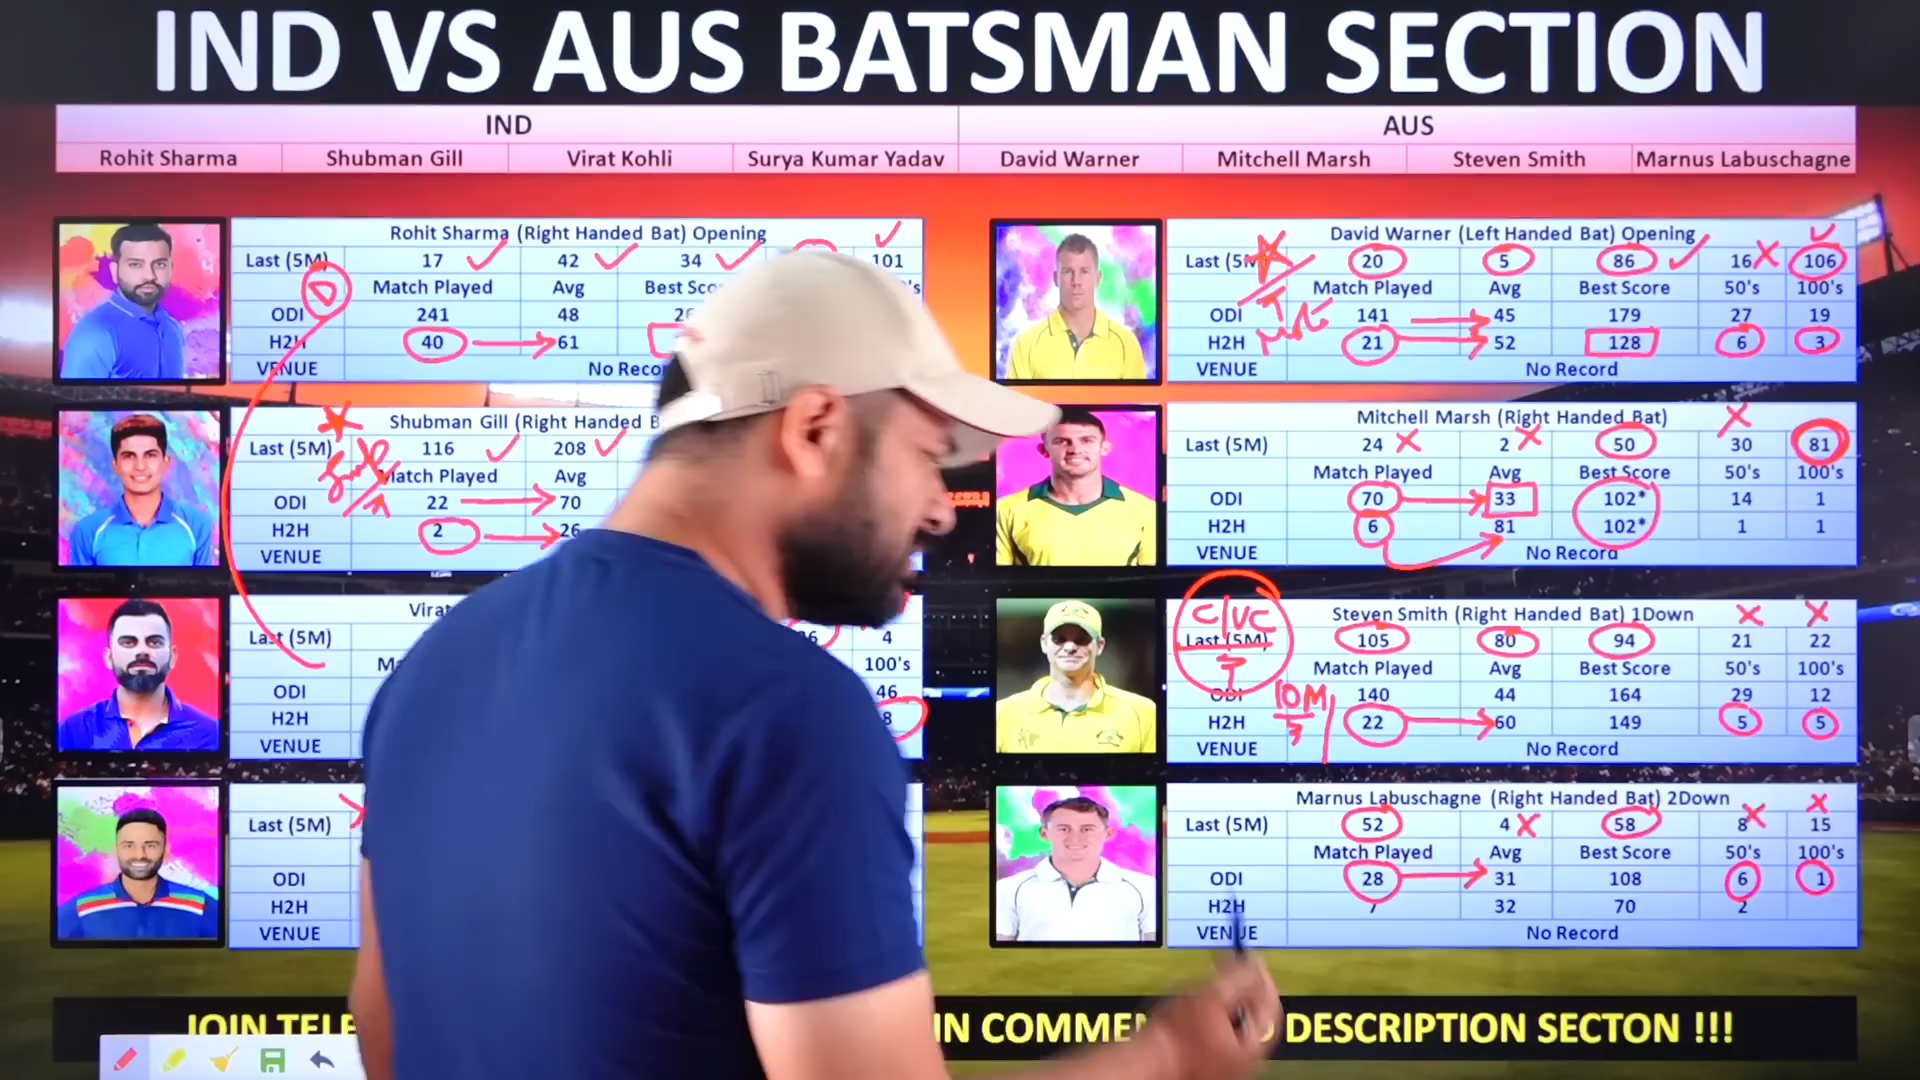 IND VS AUS BATSMAN SECTION
IND AUS
Rohit Sharma Shubman Gill Virat Kohli Surya Kumar Yadav David Warner Mitchell Marsh Steven Smith Marnus Labuschagne
Rohit Sharma (Right Handed Bat) Opening
Last (5M) 17 42 34 101
Match Played Avg Best
ODI 241 48
H2H 40 61
VENUE No
Shubman Gill (Right Handed
Last (5M) 116 208
Match Played Avg
ODI 22 70
H2H 2 26
VENUE
Last (5M) 4
100's
ODI 46
H2H 8
VENUE
Last (5M)
ODI
H2H
VENUE
David Warner (Left Handed Bat) Opening
Last (5M 20 5 86 16 106
Match Played Avg Best Score 50's 100's
ODI 141 45 179 27 19
H2H 21 52 128 6 3
VENUE No Record
Mitchell Marsh (Right Handed Bat)
Last (5M) 24 2 50 30 81
Match Played Avg Best Score 50's 100's
ODI 70 33 102* 14 1
H2H 6 81 102* 1 1
VENUE No Record
C/VC
T
Steven Smith (Right Handed Bat) 1Down
Last (5M) 105 80 94 21 22
Match Played Avg Best Score 50's 100's
ODI 140 44 164 29 12
10M
H2H 22 60 149 5 5
VENUE No Record
Marnus Labuschagne (Right Handed Bat) 2Down
Last (5M) 52 4 58 8 15
Match Played Avg Best Score 50's 100's
ODI 28 31 108 6 1
H2H 7 32 70 2
VENUE No Record
JOIN IN DESCRIPTION SECTON !!!